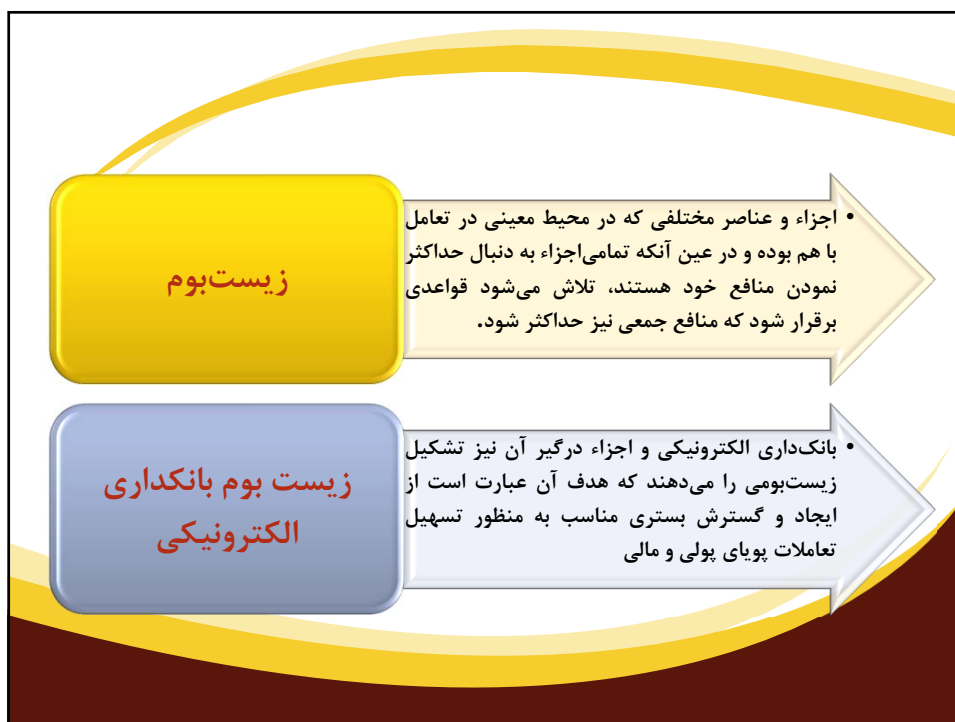 زیست‌بوم
• اجزاء و عناصر مختلفی که در محیط معینی در تعامل
با هم بوده و در عین آنکه تمامی‌اجزاء به دنبال حداکثر
نمودن منافع خود هستند، تلاش می‌شود قواعدی
برقرار شود که منافع جمعی نیز حداکثر شود.
زیست بوم بانکداری
الکترونیکی
• بانک‌داری الکترونیکی و اجزاء درگیر آن نیز تشکیل
زیست‌بومی را می‌دهند که هدف آن عبارت است از
ایجاد و گسترش بستری مناسب به منظور تسهیل
تعاملات پویای پولی و مالی